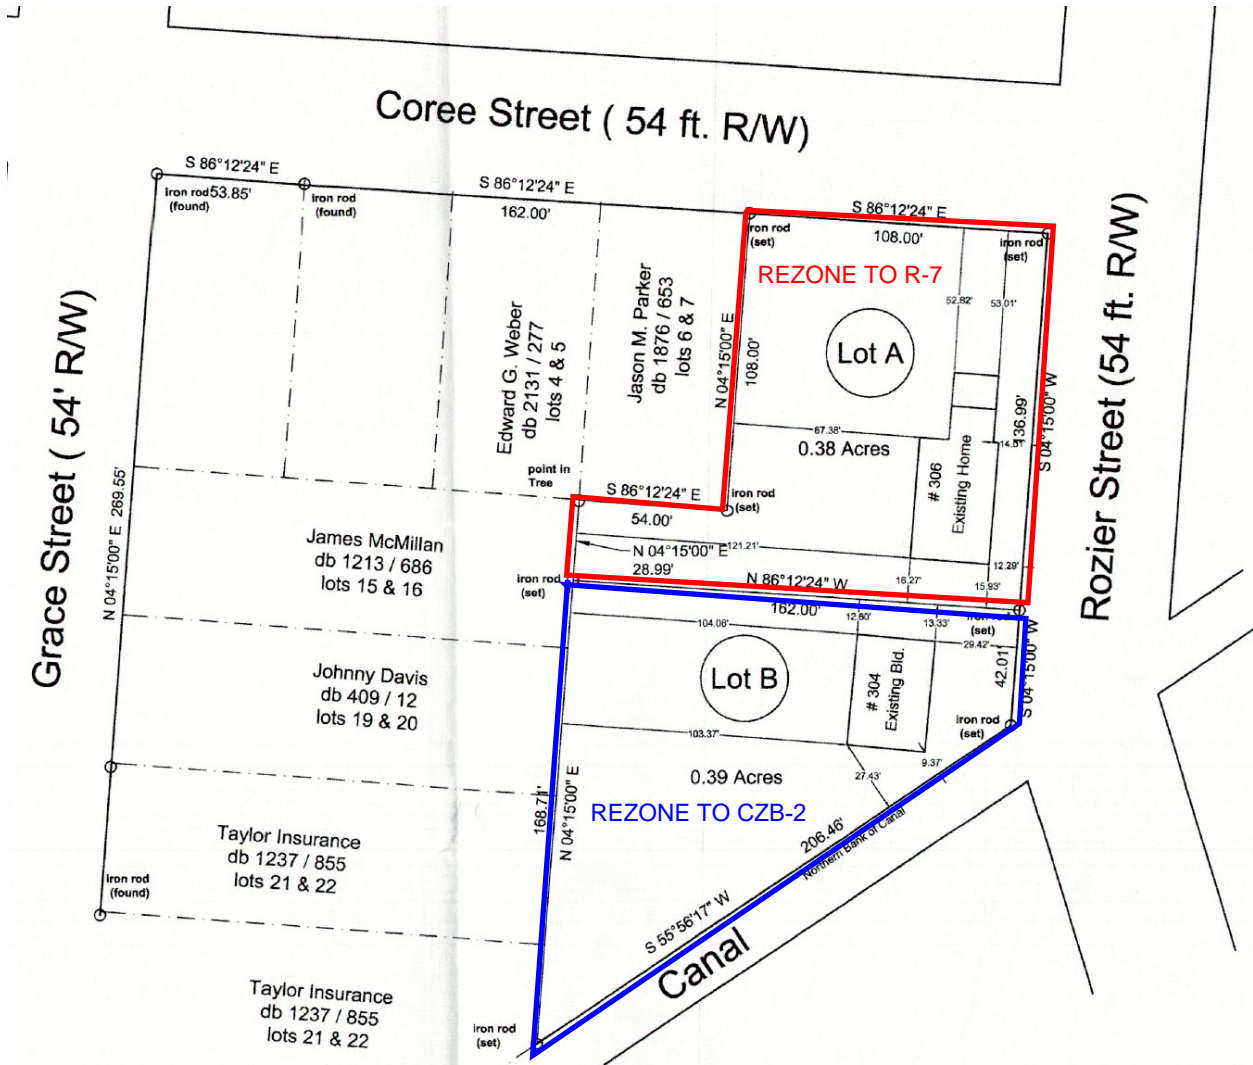 Coree Street ( 54 ft. R/W)
S 86°12'24" E
S 86°12'24" E
S 86°12'24" E
iron rod
(found)
53.85'
iron rod
(found)
162.00'
iron rod
(set)
108.00'
iron rod
(set)
REZONE TO R-7
52.82'
53.01'
Lot A
Edward G. Weber
db 2131 / 277
lots 4 & 5
Jason M. Parker
db 1876 / 653
lots 6 & 7
N 04°15'00" E
108.00'
136.99'
S 04°15'00" W
Rozier Street (54 ft. R/W)
Grace Street ( 54' R/W)
N 04°15'00" E 269.55'
67.38'
14.81'
0.38 Acres
# 306
Existing Home
point in
Tree
S 86°12'24" E
iron rod
(set)
54.00'
N 04°15'00" E
121.21'
28.99'
12.29'
James McMillan
db 1213 / 686
lots 15 & 16
iron rod
(set)
N 86°12'24" W
16.27'
15.93'
162.00'
104.08'
12.60'
13.33'
(set)
29.42'
Johnny Davis
db 409 / 12
lots 19 & 20
Lot B
# 304
Existing Bld.
42.01'
S 04°15'00" W
iron rod
(set)
103.37'
9.37'
27.43'
0.39 Acres
REZONE TO CZB-2
168.71'
N 04°15'00" E
206.46'
Northern Bank of Canal
Taylor Insurance
db 1237 / 855
lots 21 & 22
iron rod
(found)
S 55°56'17" W
Canal
Taylor Insurance
db 1237 / 855
lots 21 & 22
iron rod
(set)